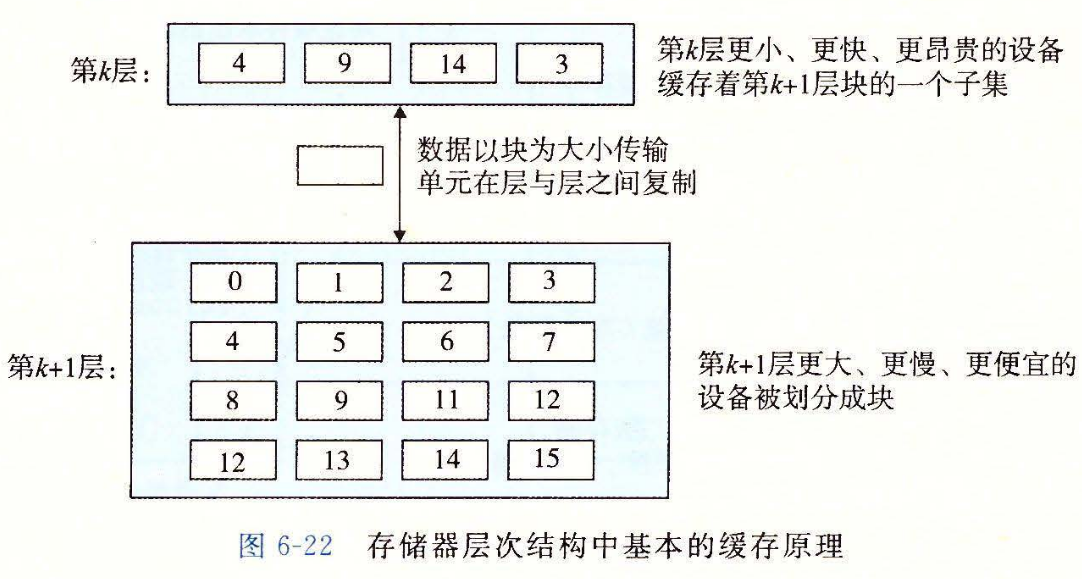 第k层：
4 9 14 3
第k层更小、更快、更昂贵的设备
缓存着第k+1层块的一个子集
数据以块为大小传输
单元在层与层之间复制
第k+1层：
0 1 2 3
4 5 6 7
8 9 11 12
12 13 14 15
第k+1层更大、更慢、更便宜的
设备被划分成块
图 6-22 存储器层次结构中基本的缓存原理